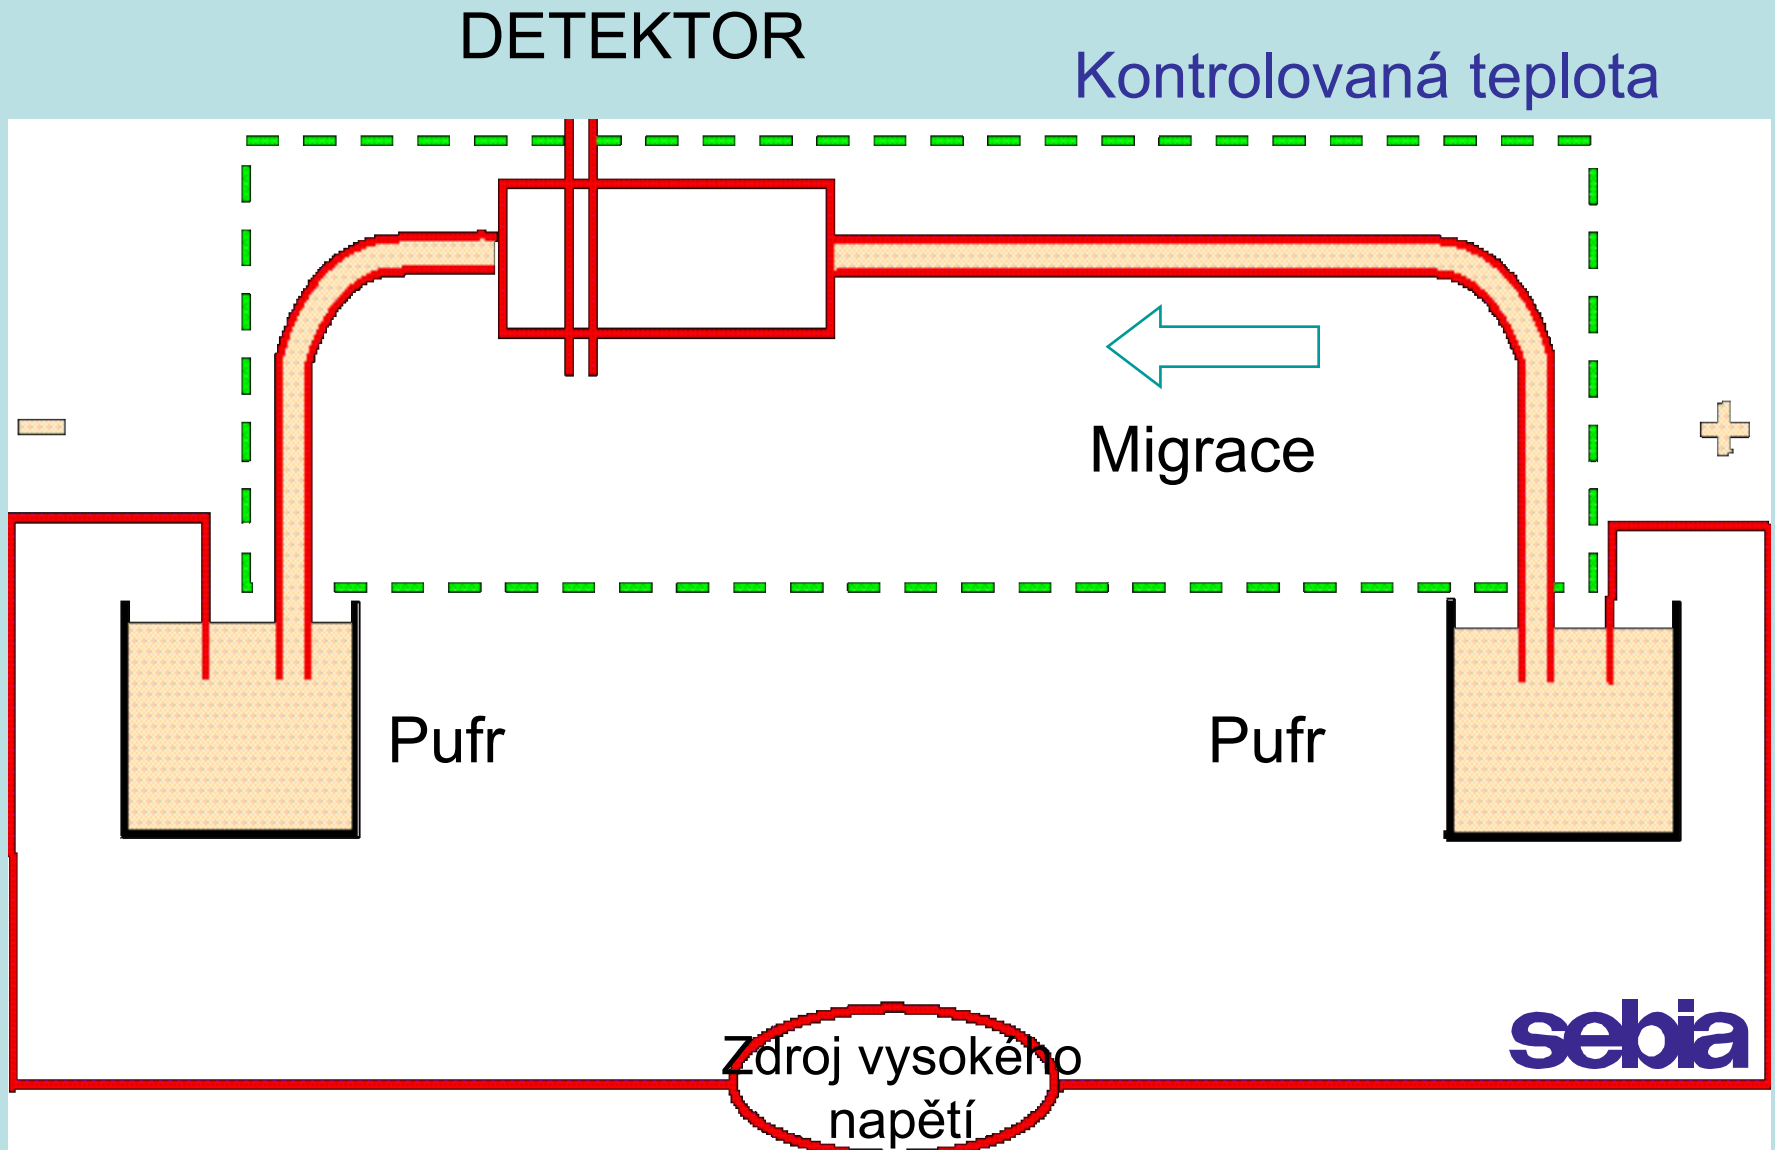 DETEKTOR
Kontrolovaná teplota
Migrace
Pufr
Pufr
sebia
Zdroj vysokého
napětí